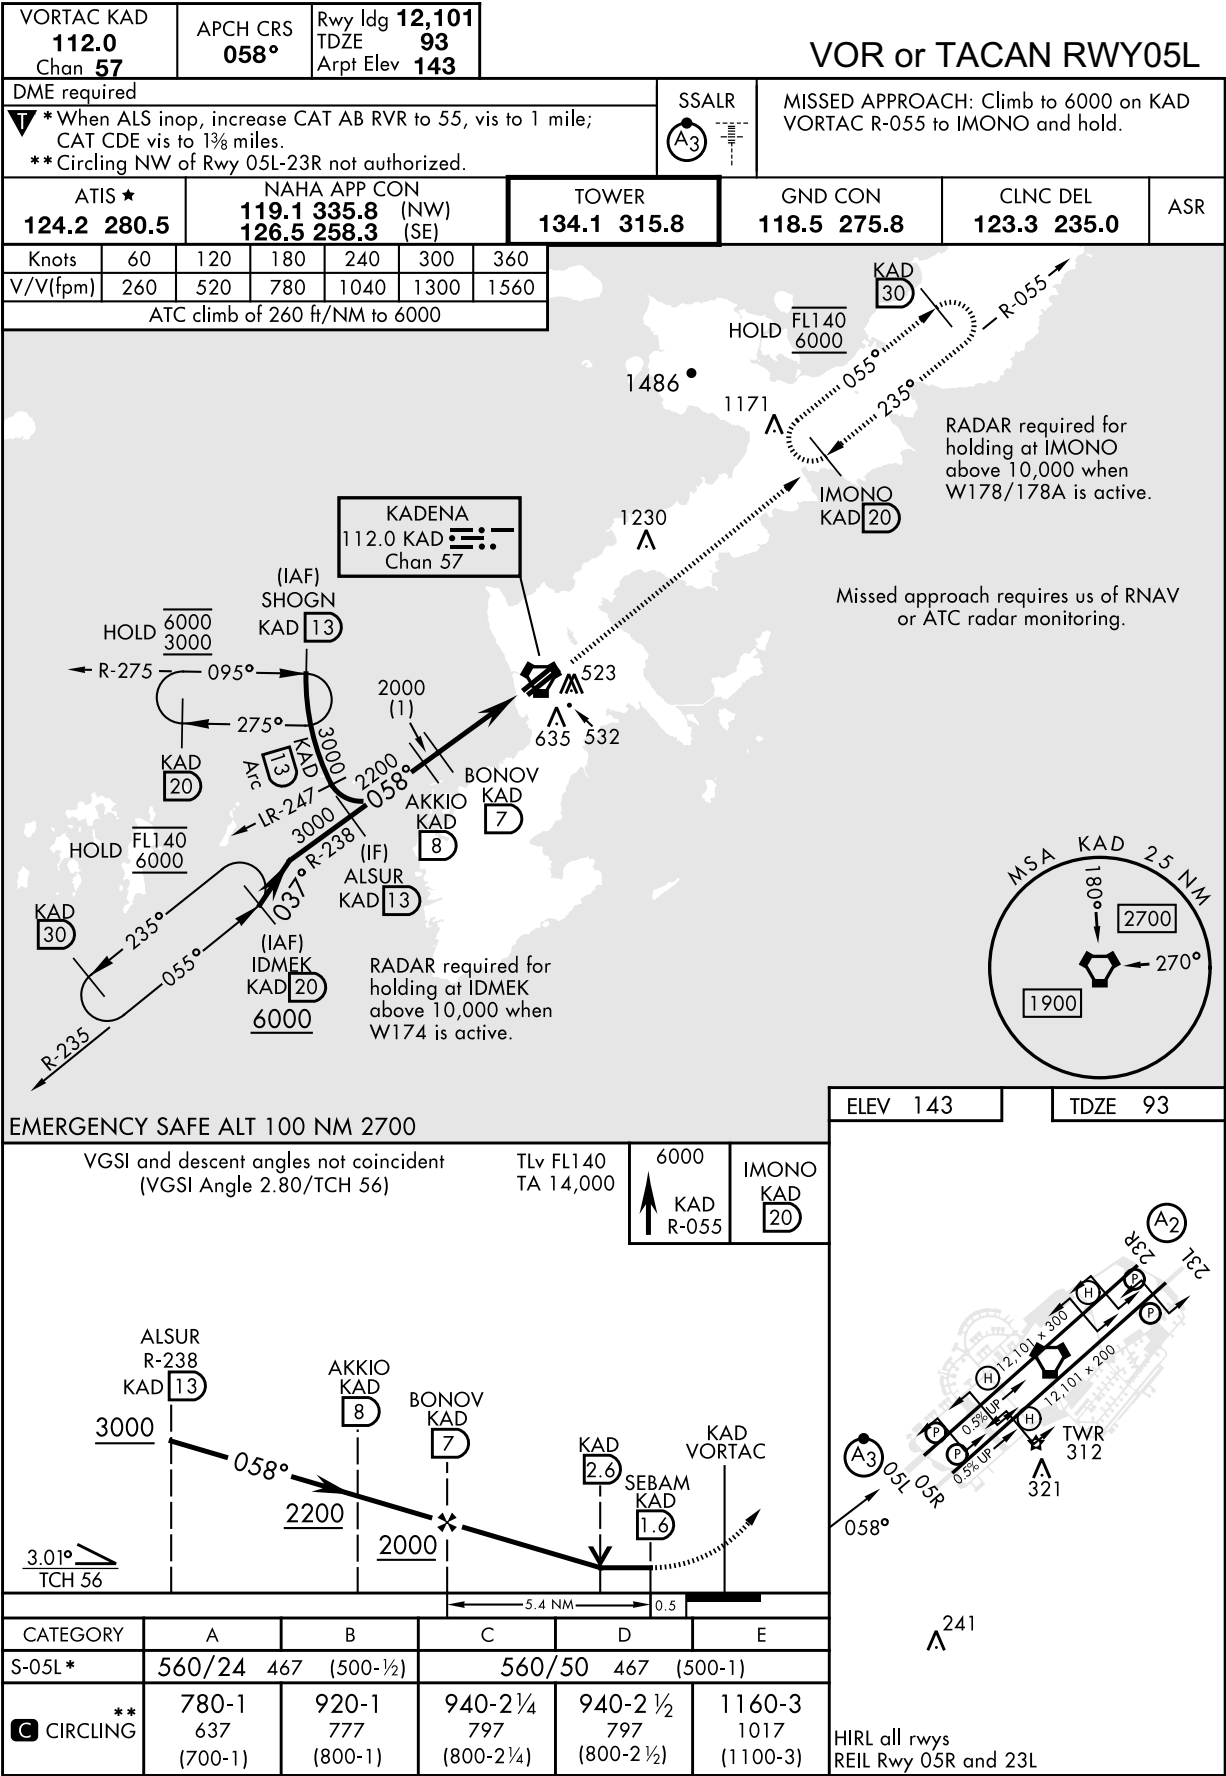 VORTAC KAD
112.0
Chan 57
APCH CRS
058°
Rwy ldg 12,101
TDZE 93
Arpt Elev 143
VOR or TACAN RWY05L
DME required
T * When ALS inop, increase CAT AB RVR to 55, vis to 1 mile;
CAT CDE vis to 1⅜ miles.
** Circling NW of Rwy 05L-23R not authorized.
SSALR
A3
MISSED APPROACH: Climb to 6000 on KAD
VORTAC R-055 to IMONO and hold.
ATIS ★
124.2 280.5
NAHA APP CON
119.1 335.8 (NW)
126.5 258.3 (SE)
TOWER
134.1 315.8
GND CON
118.5 275.8
CLNC DEL
123.3 235.0
ASR
Knots 60 120 180 240 300 360
V/V(fpm) 260 520 780 1040 1300 1560
ATC climb of 260 ft/NM to 6000
KAD
30
R-055
HOLD FL140
6000
055°
235°
1486
1171
RADAR required for
holding at IMONO
above 10,000 when
W178/178A is active.
IMONO
KAD 20
1230
KADENA
112.0 KAD
Chan 57
Missed approach requires us of RNAV
or ATC radar monitoring.
(IAF)
SHOGN
KAD 13
HOLD 6000
3000
R-275
095°
275°
KAD
20
3000
KAD
13
Arc
LR-247
2000
(1)
523
635
532
2200
058°
BONOV
KAD
7
AKKIO
KAD
8
3000
R-238
(IF)
ALSUR
KAD 13
HOLD FL140
6000
037°
KAD
30
235°
055°
(IAF)
IDMEK
KAD 20
6000
R-235
RADAR required for
holding at IDMEK
above 10,000 when
W174 is active.
MSA KAD 25 NM
180°
2700
270°
1900
EMERGENCY SAFE ALT 100 NM 2700
ELEV 143
TDZE 93
VGSI and descent angles not coincident
(VGSI Angle 2.80/TCH 56)
TLv FL140
TA 14,000
6000
KAD
R-055
IMONO
KAD
20
ALSUR
R-238
KAD 13
3000
058°
AKKIO
KAD
8
2200
BONOV
KAD
7
2000
KAD
2.6
SEBAM
KAD
1.6
KAD
VORTAC
3.01°
TCH 56
5.4 NM
0.5
A2
23R
23L
P
P
H
12,101 x 300
12,101 x 200
H
H
0.5% UP
0.5% UP
P
P
A3
05L
05R
058°
TWR
312
321
241
HIRL all rwys
REIL Rwy 05R and 23L
CATEGORY A B C D E
S-05L * 560/24 467 (500-½) 560/50 467 (500-1)
C CIRCLING **
780-1
637
(700-1)
920-1
777
(800-1)
940-2¼
797
(800-2¼)
940-2½
797
(800-2½)
1160-3
1017
(1100-3)